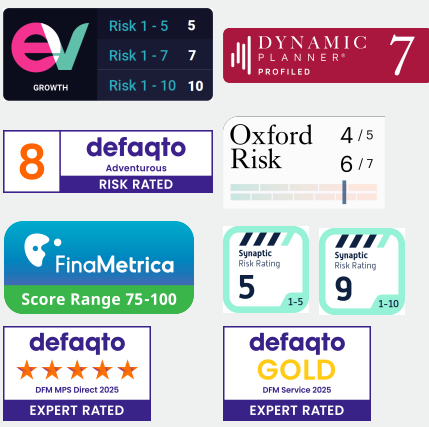 ev
GROWTH
Risk 1 - 5 5
Risk 1 - 7 7
Risk 1 - 10 10
DYNAMIC
PLANNER®
PROFILED
7
8
defaqto
Adventurous
RISK RATED
Oxford
Risk
4 / 5
6 / 7
FinaMetrica
Score Range 75-100
Synaptic
Risk Rating
5
1-5
Synaptic
Risk Rating
9
1-10
defaqto
DFM MPS Direct 2025
EXPERT RATED
defaqto
GOLD
DFM Service 2025
EXPERT RATED